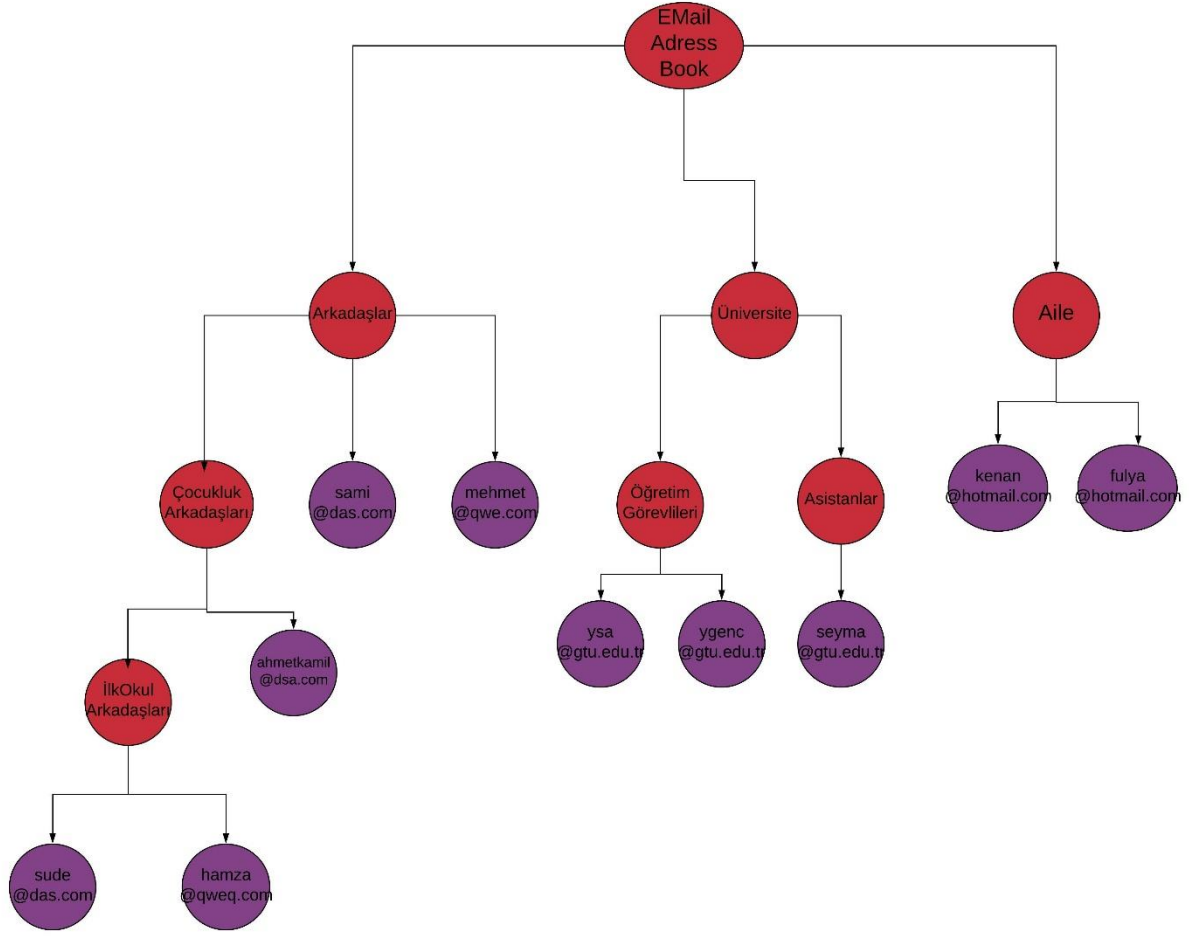 EMail
Adress
Book
Arkadaşlar
Üniversite
Aile
Çocukluk
Arkadaşları
sami
@das.com
mehmet
@qwe.com
Öğretim
Görevlileri
Asistanlar
kenan
@hotmail.com
fulya
@hotmail.com
ysa
@gtu.edu.tr
ygenc
@gtu.edu.tr
seyma
@gtu.edu.tr
İlkOkul
Arkadaşları
ahmetkamil
@dsa.com
sude
@das.com
hamza
@qweq.com